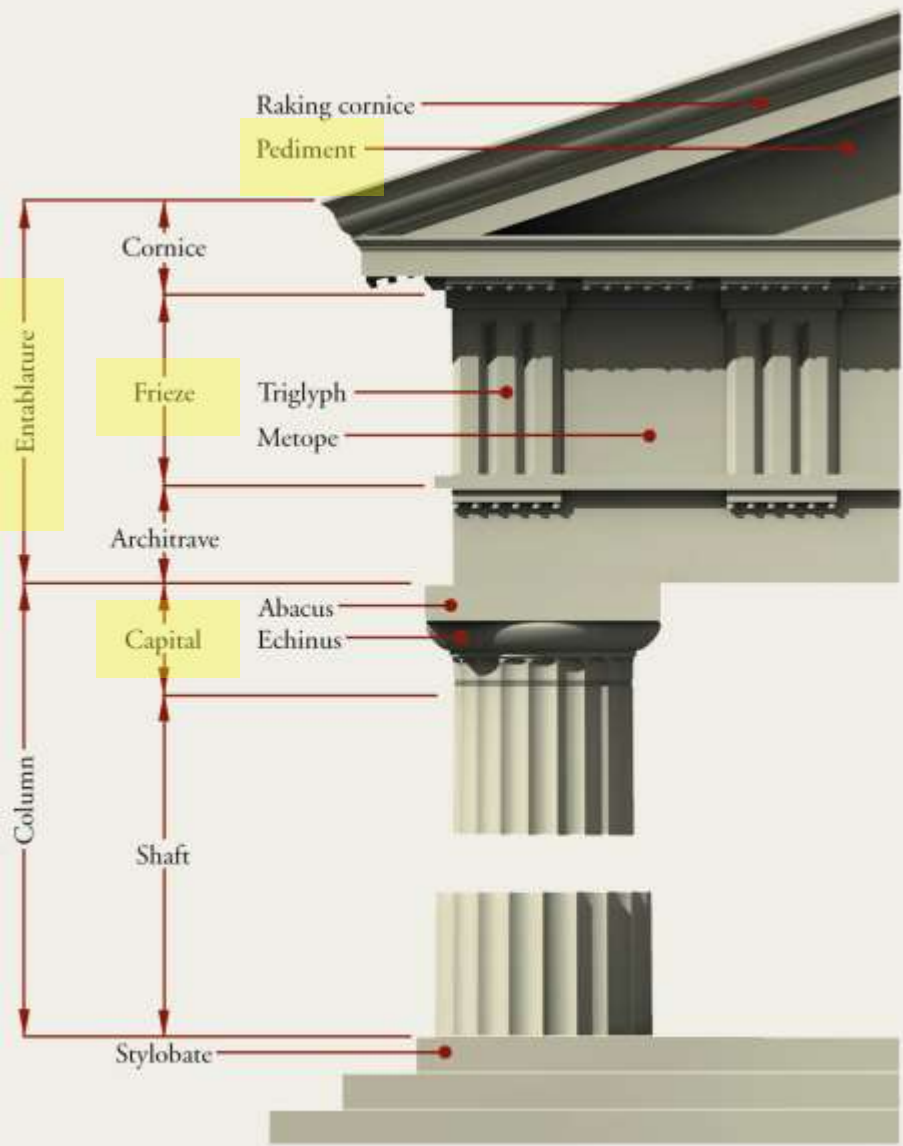 Raking cornice
Pediment
Cornice
Entablature
Frieze
Triglyph
Metope
Architrave
Abacus
Capital
Echinus
Column
Shaft
Stylobate